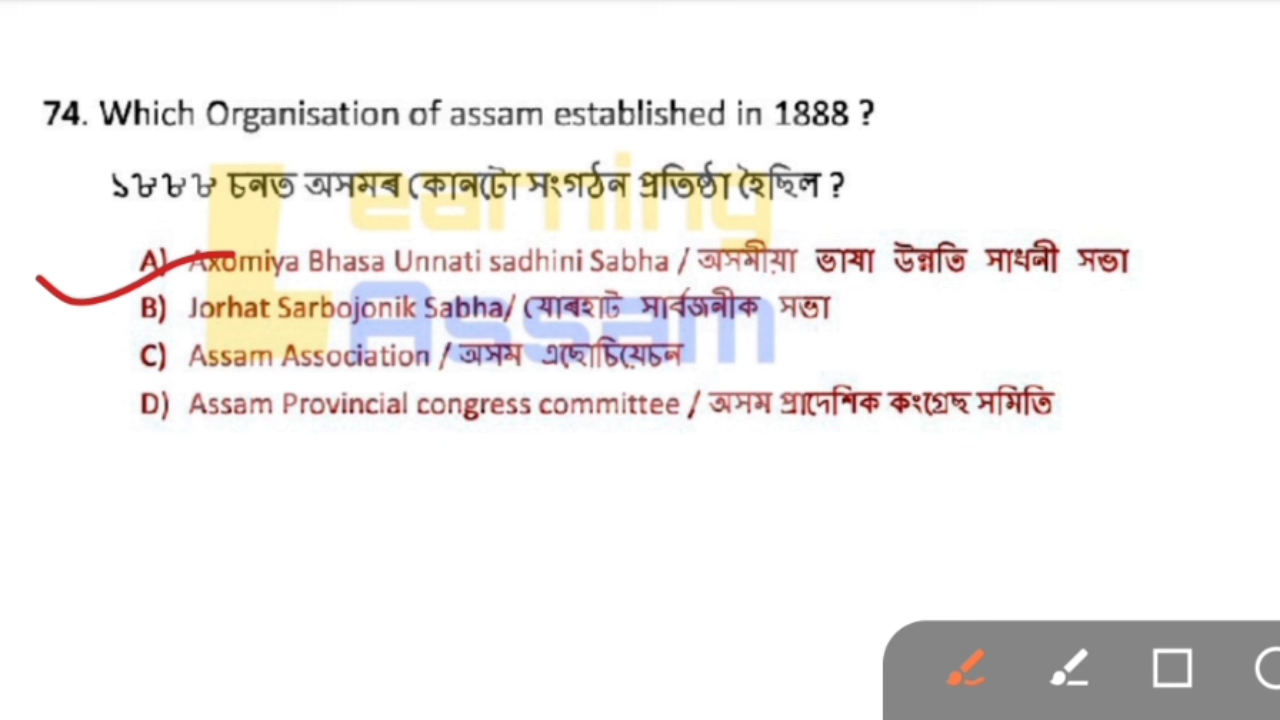 74. Which Organisation of assam established in 1888 ?
১৮৮৮ চনত অসমৰ কোনটো সংগঠন প্ৰতিষ্ঠা হৈছিল ?
A) Axomiya Bhasa Unnati sadhini Sabha / অসমীয়া ভাষা উন্নতি সাধনী সভা
B) Jorhat Sarbojonik Sabha/ যোৰহাট সাৰ্বজনীক সভা
C) Assam Association / অসম এছোচিয়েচন
D) Assam Provincial congress committee / অসম প্ৰাদেশিক কংগ্ৰেছ সমিতি
Learning
Assam